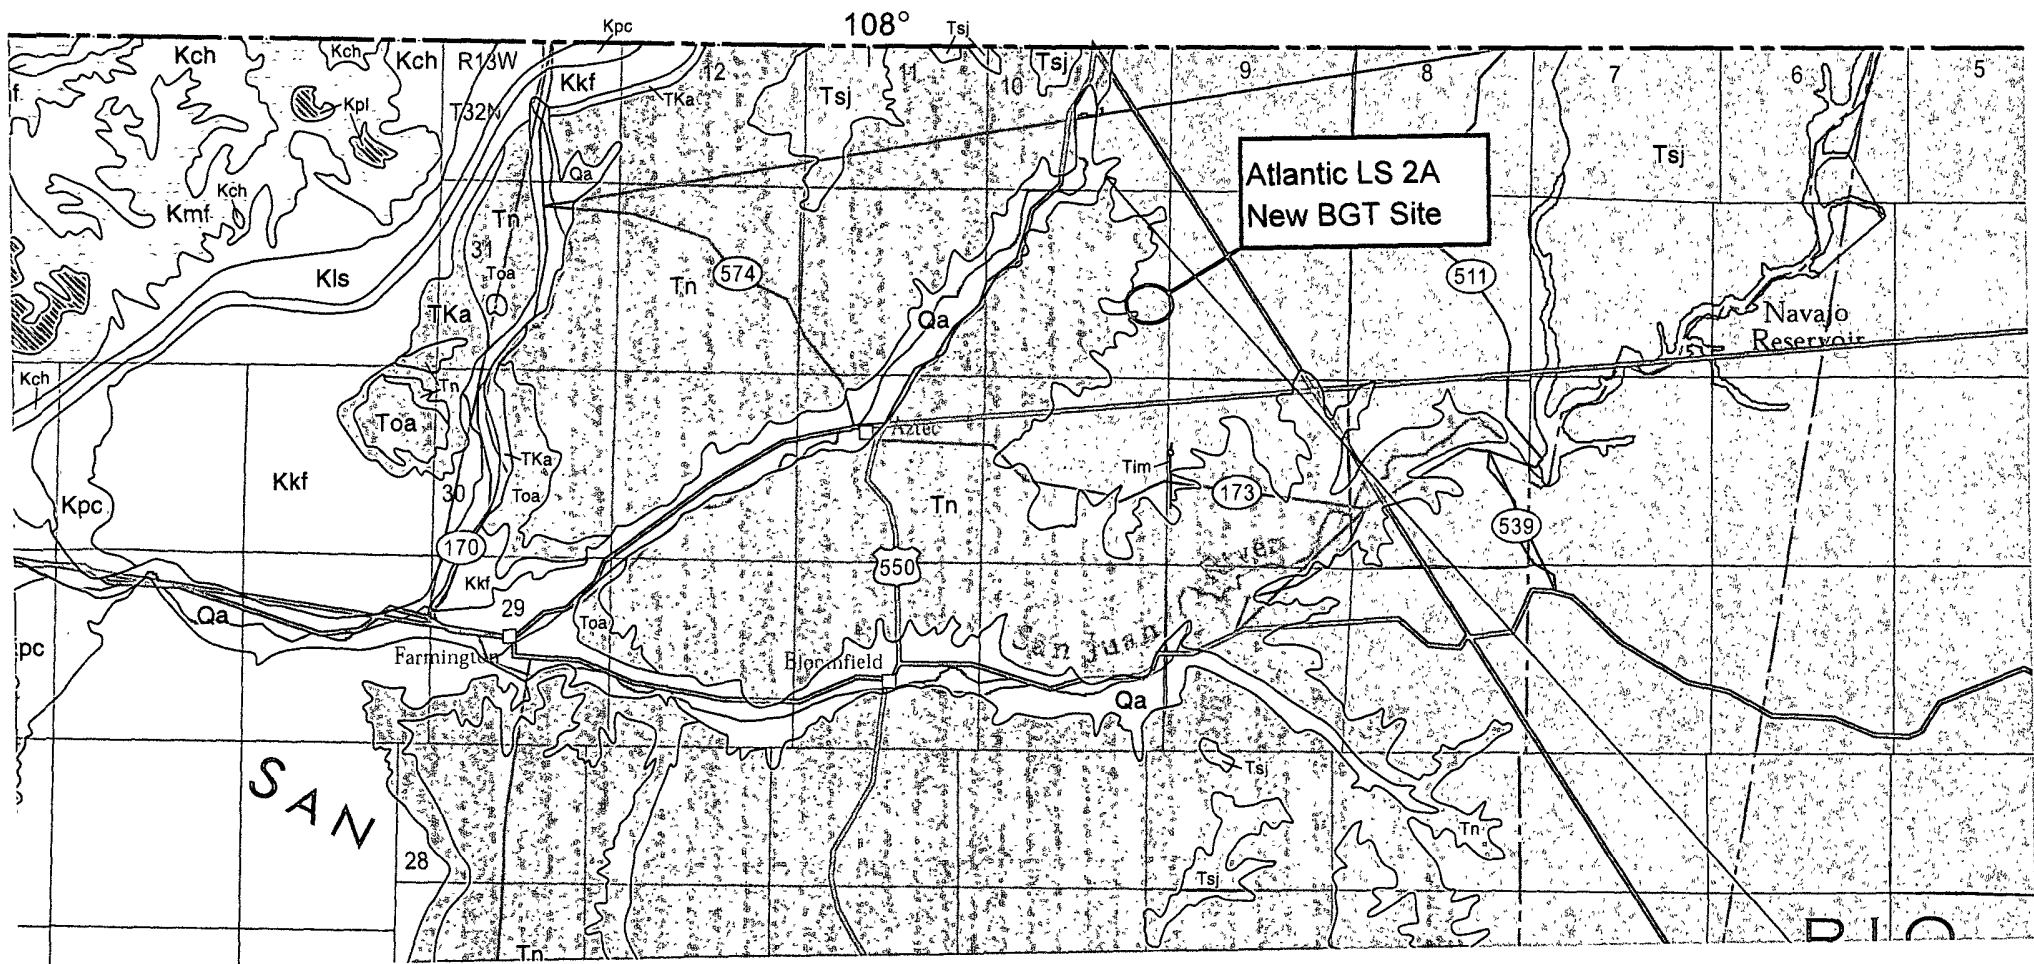 108°
Kpc
Tsj
Kch
Kch
Kch
R13W
Kkf
12
11
Tsj
10
9
8
7
6
5
f
Kpl
T32N
TKa
Tsj
Atlantic LS 2A
New BGT Site
Tsj
Qa
Kch
Kmf
Tn
31
Toa
574
Tn
511
Kls
TKa
Qa
Navajo
Reservoir
Kch
Tn
Toa
Aztec
TKa
Tim
Kkf
30
Toa
173
Kpc
Tn
539
170
550
River
Kkf
29
Qa
Toa
San Juan
pc
Farmington
Bloomfield
Qa
Tsj
SAN
Tn
28
Tsj
RIO
Tn